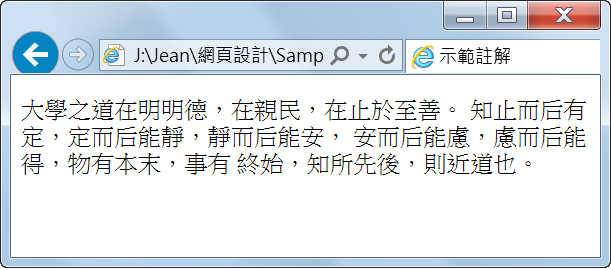 J:\Jean\網頁設計\Samp
示範註解
大學之道在明明德，在親民，在止於至善。 知止而后有
定，定而后能靜，靜而后能安， 安而后能慮，慮而后能
得，物有本末，事有 終始，知所先後，則近道也。